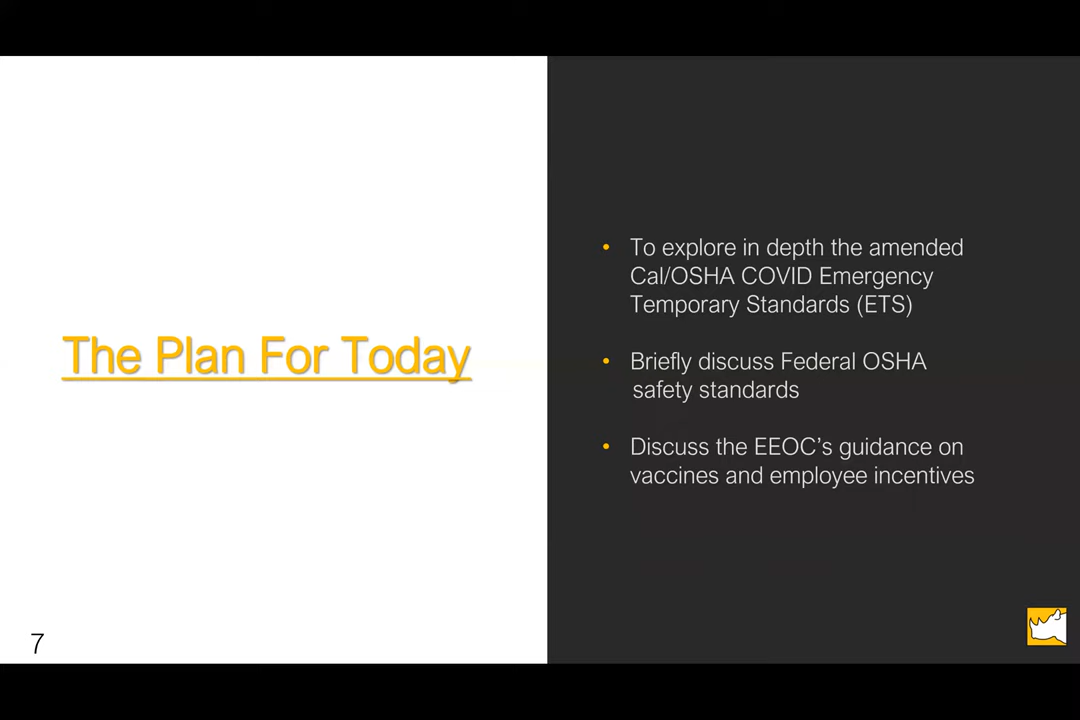 The Plan For Today
• To explore in depth the amended
Cal/OSHA COVID Emergency
Temporary Standards (ETS)
• Briefly discuss Federal OSHA
safety standards
• Discuss the EEOC’s guidance on
vaccines and employee incentives
7